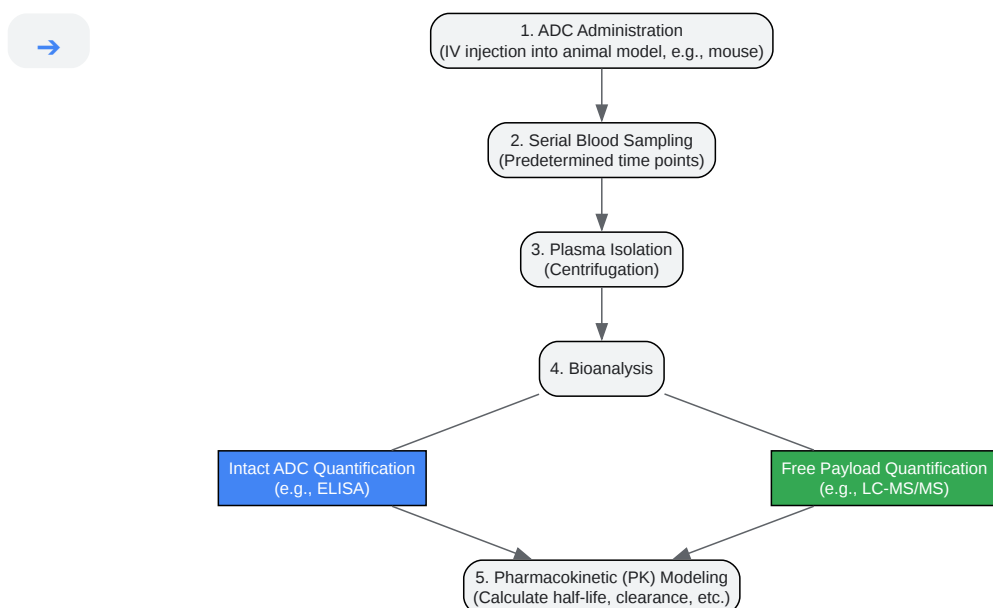 1. ADC Administration
(IV injection into animal model, e.g., mouse)
2. Serial Blood Sampling
(Predetermined time points)
3. Plasma Isolation
(Centrifugation)
4. Bioanalysis
Intact ADC Quantification
(e.g., ELISA)
Free Payload Quantification
(e.g., LC-MS/MS)
5. Pharmacokinetic (PK) Modeling
(Calculate half-life, clearance, etc.)